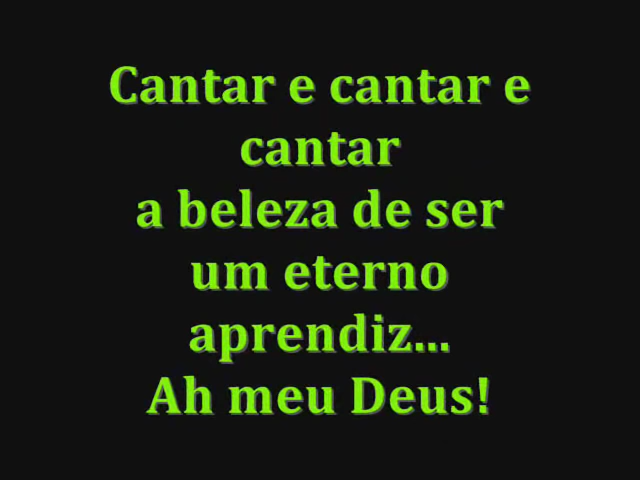 Cantar e cantar e
cantar
a beleza de ser
um eterno
aprendiz...
Ah meu Deus!